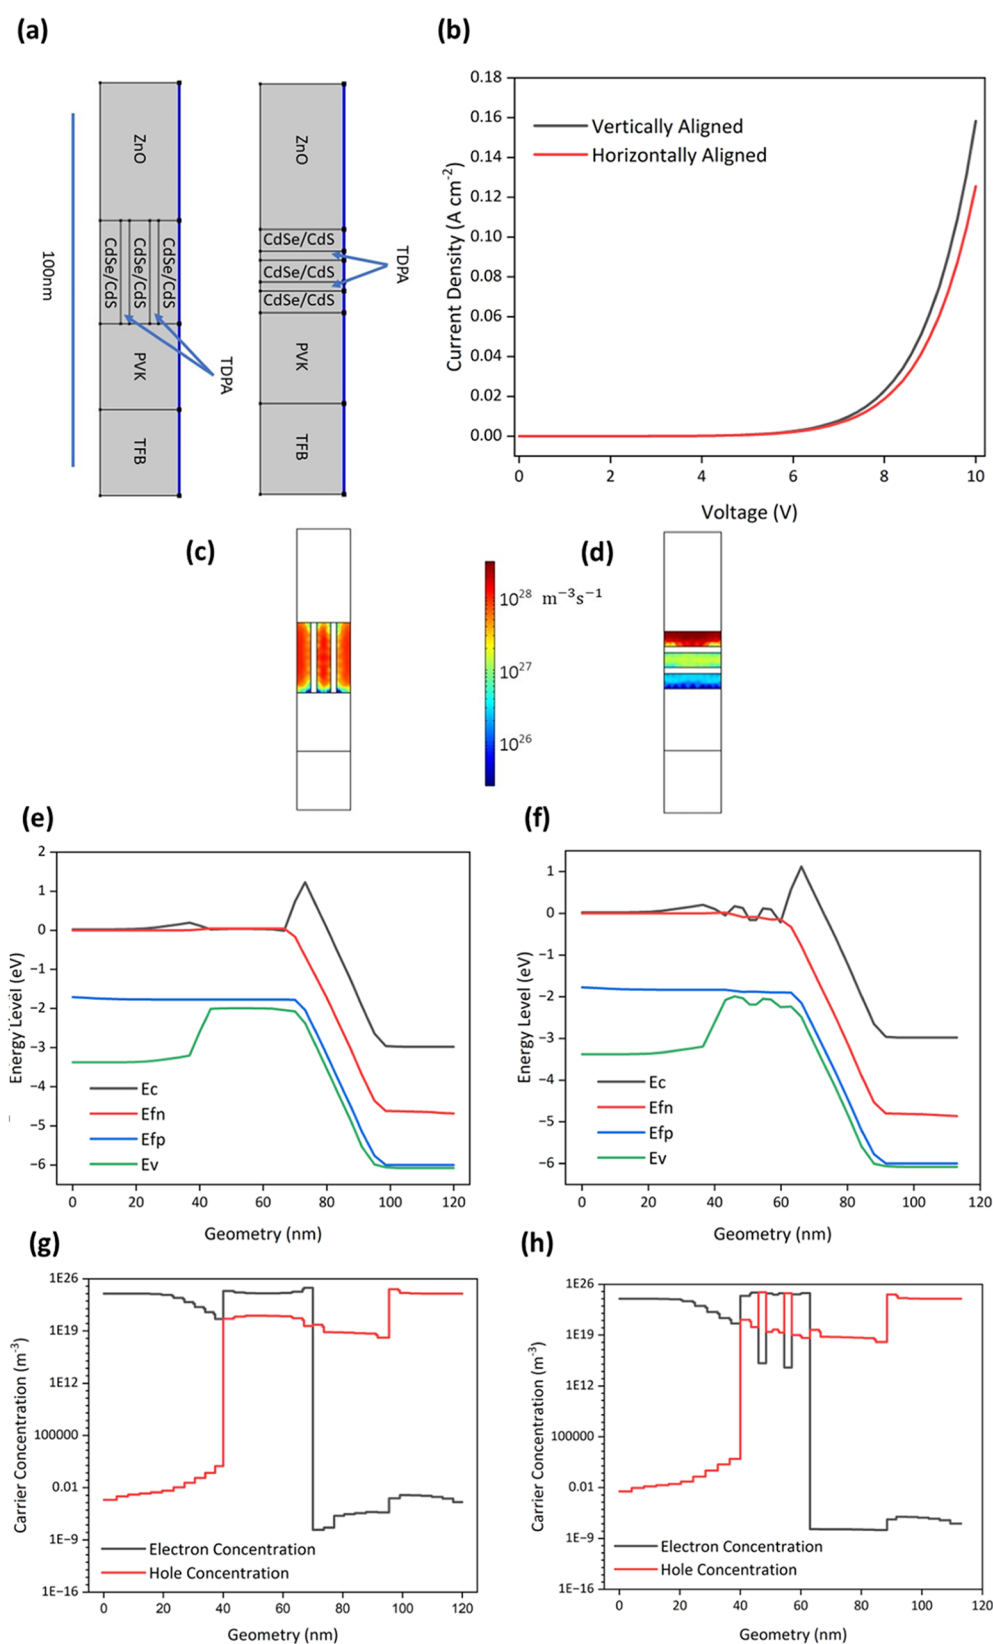 (a)
ZnO
CdSe/CdS
CdSe/CdS
CdSe/CdS
PVK
TFB
TDPA
100nm
ZnO
CdSe/CdS
CdSe/CdS
CdSe/CdS
PVK
TFB
TDPA
(b)
Current Density (A cm-2)
0.18
0.16
0.14
0.12
0.10
0.08
0.06
0.04
0.02
0.00
Vertically Aligned
Horizontally Aligned
0 2 4 6 8 10
Voltage (V)
(c)
10²⁸ m⁻³s⁻¹
10²⁷
10²⁶
(d)
(e)
Energy Level (eV)
2
1
0
−1
−2
−3
−4
−5
−6
Ec
Efn
Efp
Ev
0 20 40 60 80 100 120
Geometry (nm)
(f)
Energy Level (eV)
1
0
−1
−2
−3
−4
−5
−6
Ec
Efn
Efp
Ev
0 20 40 60 80 100 120
Geometry (nm)
(g)
Carrier Concentration (m-3)
1E26
1E19
1E12
100000
0.01
1E−9
1E−16
Electron Concentration
Hole Concentration
0 20 40 60 80 100 120
Geometry (nm)
(h)
Carrier Concentration (m-3)
1E26
1E19
1E12
100000
0.01
1E−9
1E−16
Electron Concentration
Hole Concentration
0 20 40 60 80 100 120
Geometry (nm)